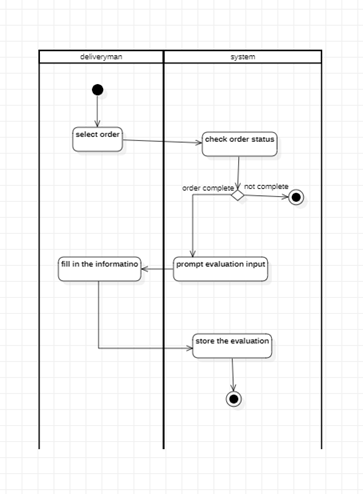 deliveryman
system
select order
check order status
order complete
not complete
fill in the informatino
prompt evaluation input
store the evaluation